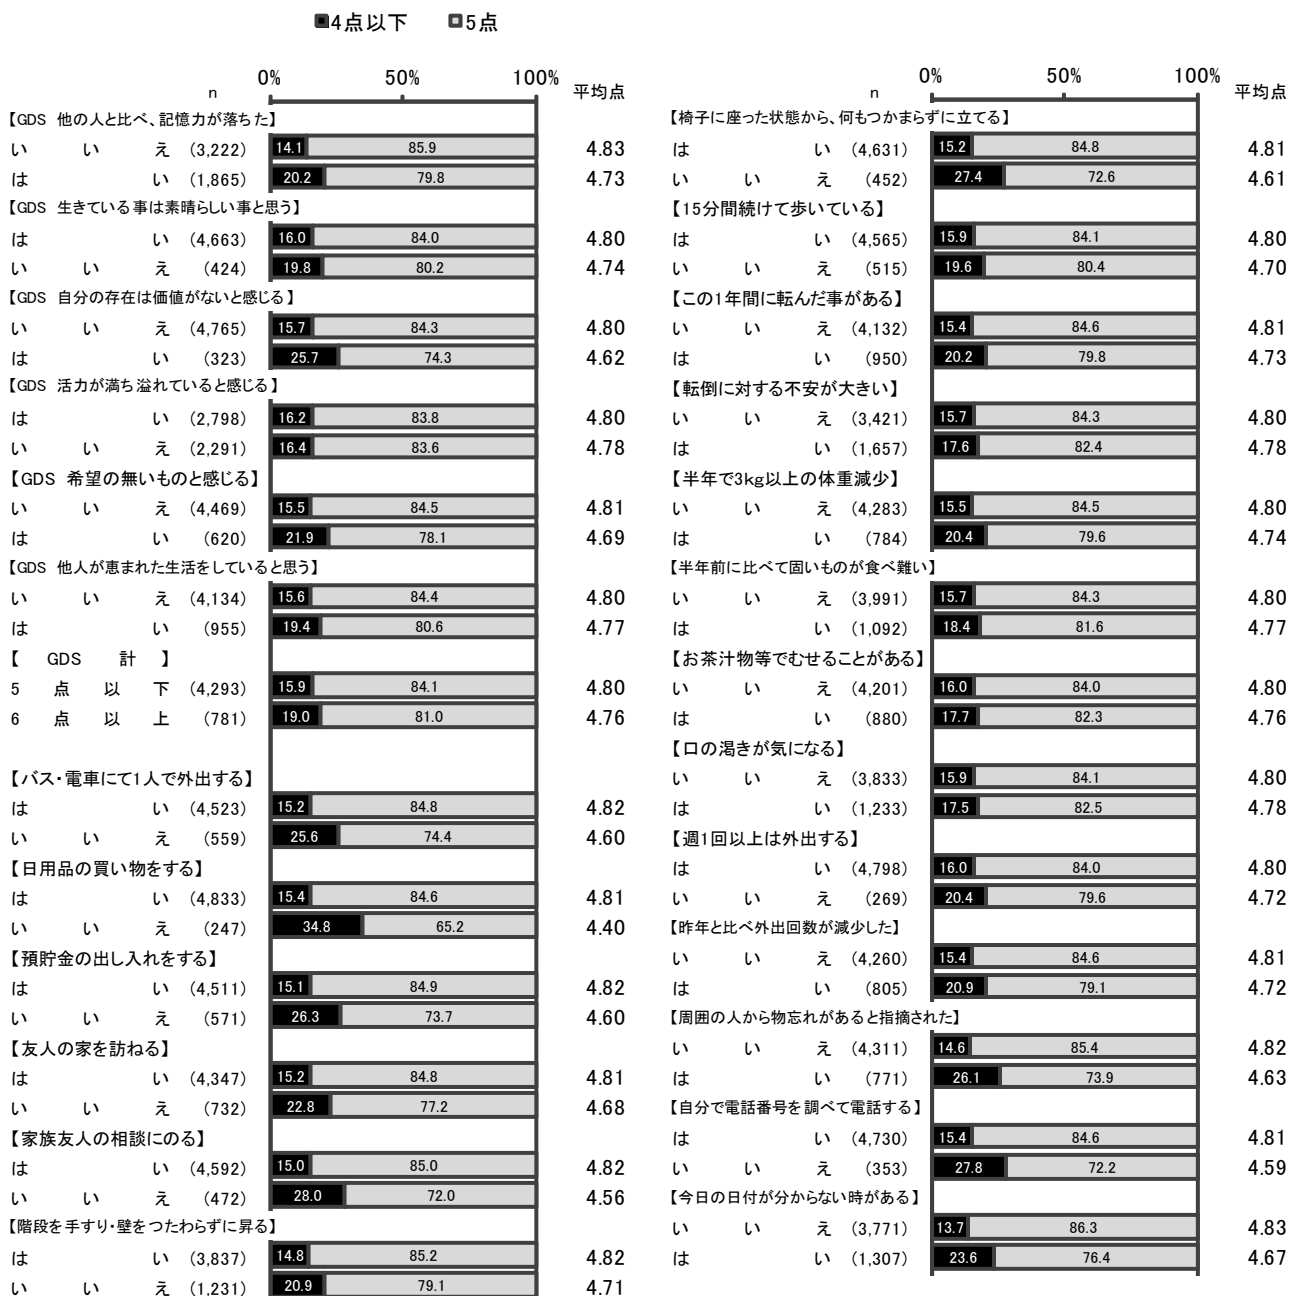 ■4点以下 □5点
0% 50% 100%
n 平均点
【GDS 他の人と比べ、記憶力が落ちた】
いいえ (3,222) 14.1 85.9 4.83
はい (1,865) 20.2 79.8 4.73
【GDS 生きている事は素晴らしい事と思う】
はい (4,663) 16.0 84.0 4.80
いいえ (424) 19.8 80.2 4.74
【GDS 自分の存在は価値がないと感じる】
いいえ (4,765) 15.7 84.3 4.80
はい (323) 25.7 74.3 4.62
【GDS 活力が満ち溢れていると感じる】
はい (2,798) 16.2 83.8 4.80
いいえ (2,291) 16.4 83.6 4.78
【GDS 希望の無いものと感じる】
いいえ (4,469) 15.5 84.5 4.81
はい (620) 21.9 78.1 4.69
【GDS 他人が恵まれた生活をしていると思う】
いいえ (4,134) 15.6 84.4 4.80
はい (955) 19.4 80.6 4.77
【 GDS 計 】
5点以下 (4,293) 15.9 84.1 4.80
6点以上 (781) 19.0 81.0 4.76
【バス・電車にて1人で外出する】
はい (4,523) 15.2 84.8 4.82
いいえ (559) 25.6 74.4 4.60
【日用品の買い物をする】
はい (4,833) 15.4 84.6 4.81
いいえ (247) 34.8 65.2 4.40
【預貯金の出し入れをする】
はい (4,511) 15.1 84.9 4.82
いいえ (571) 26.3 73.7 4.60
【友人の家を訪ねる】
はい (4,347) 15.2 84.8 4.81
いいえ (732) 22.8 77.2 4.68
【家族友人の相談にのる】
はい (4,592) 15.0 85.0 4.82
いいえ (472) 28.0 72.0 4.56
【階段を手すり・壁をつたわらずに昇る】
はい (3,837) 14.8 85.2 4.82
いいえ (1,231) 20.9 79.1 4.71
0% 50% 100%
n 平均点
【椅子に座った状態から、何もつかまらずに立てる】
はい (4,631) 15.2 84.8 4.81
いいえ (452) 27.4 72.6 4.61
【15分間続けて歩いている】
はい (4,565) 15.9 84.1 4.80
いいえ (515) 19.6 80.4 4.70
【この1年間に転んだ事がある】
いいえ (4,132) 15.4 84.6 4.81
はい (950) 20.2 79.8 4.73
【転倒に対する不安が大きい】
いいえ (3,421) 15.7 84.3 4.80
はい (1,657) 17.6 82.4 4.78
【半年で3kg以上の体重減少】
いいえ (4,283) 15.5 84.5 4.80
はい (784) 20.4 79.6 4.74
【半年前に比べて固いものが食べ難い】
いいえ (3,991) 15.7 84.3 4.80
はい (1,092) 18.4 81.6 4.77
【お茶汁物等でむせることがある】
いいえ (4,201) 16.0 84.0 4.80
はい (880) 17.7 82.3 4.76
【口の渇きが気になる】
いいえ (3,833) 15.9 84.1 4.80
はい (1,233) 17.5 82.5 4.78
【週1回以上は外出する】
はい (4,798) 16.0 84.0 4.80
いいえ (269) 20.4 79.6 4.72
【昨年と比べ外出回数が減少した】
いいえ (4,260) 15.4 84.6 4.81
はい (805) 20.9 79.1 4.72
【周囲の人から物忘れがあると指摘された】
いいえ (4,311) 14.6 85.4 4.82
はい (771) 26.1 73.9 4.63
【自分で電話番号を調べて電話する】
はい (4,730) 15.4 84.6 4.81
いいえ (353) 27.8 72.2 4.59
【今日の日付が分からない時がある】
いいえ (3,771) 13.7 86.3 4.83
はい (1,307) 23.6 76.4 4.67